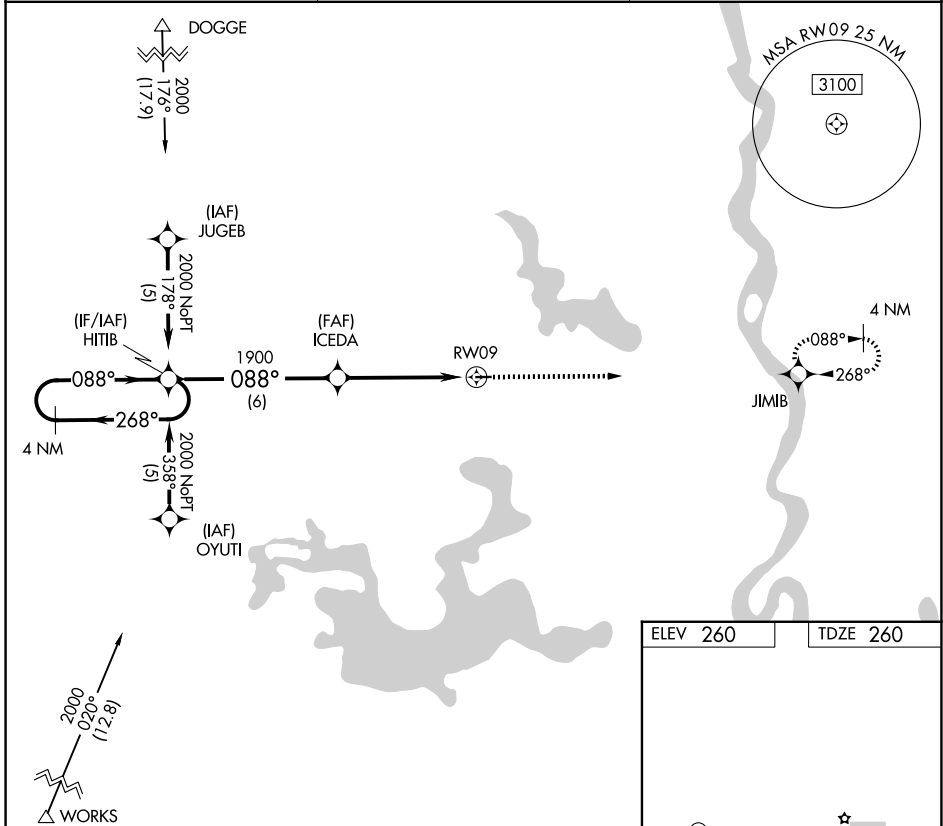 DOGGE
2000
176°
(17.9)
MSA RW09 25 NM
3100
(IAF)
JUGEB
2000 NoPT
178°
(5)
(IF/IAF)
HITIB
(FAF)
ICEDA
1900
088°
(6)
RW09
088°
268°
4 NM
4 NM
088°
268°
JIMIB
2000 NoPT
358°
(5)
(IAF)
OYUTI
2000
020°
(12.8)
WORKS
ELEV 260
TDZE 260